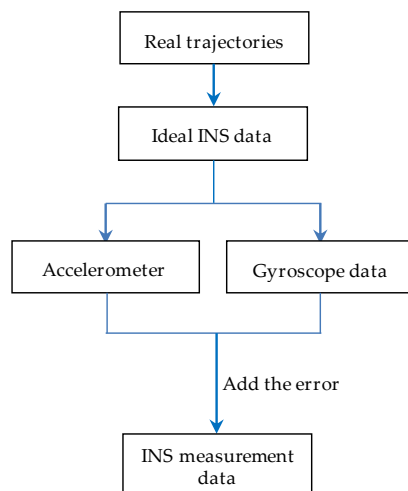 Real trajectories
Ideal INS data
Accelerometer
Gyroscope data
Add the error
INS measurement
data